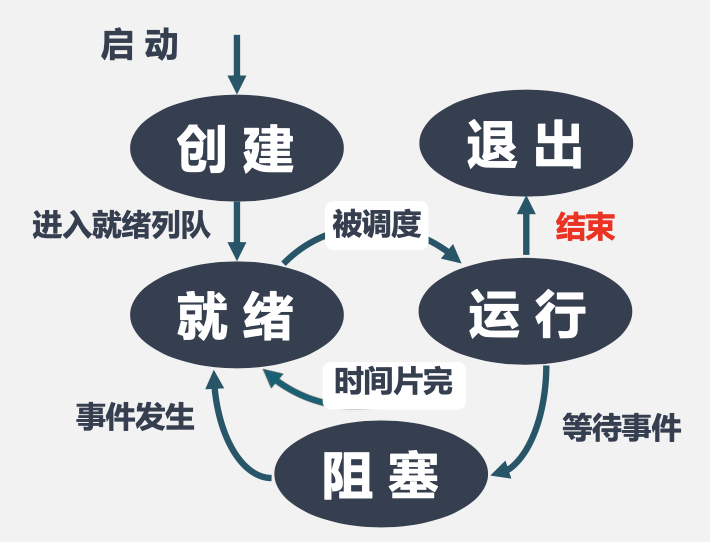 启动
创建
退出
进入就绪列队
被调度
结束
就绪
运行
时间片完
事件发生
等待事件
阻塞